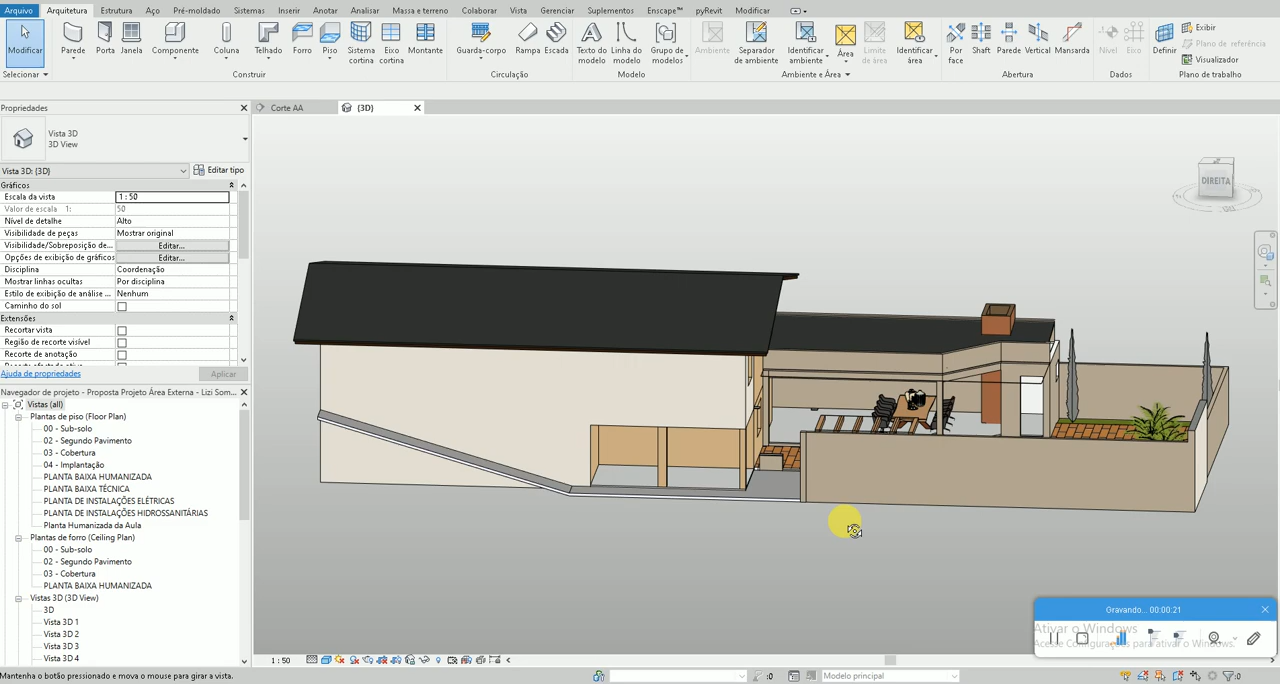 Arquivo Arquitetura Estrutura Aço Pré-moldado Sistemas Inserir Anotar Analisar Massa e terreno Colaborar Vista Gerenciar Suplementos Enscape™ pyRevit Modificar
Modificar Parede Porta Janela Componente Coluna Telhado Forro Piso Sistema cortina Eixo cortina Montante Rampa Escada Texto do modelo Linha do modelo Grupo de modelos Ambiente Separador de ambiente Identificar ambiente Área Limite de área Identificar área Por face Shaft Parede Vertical Mansarda Nível Eixo Definir Exibir Plano de referência Visualizador
Selecionar Construir Circulação Modelo Ambiente e Área Abertura Dados Plano de trabalho
Propriedades
Corte AA {3D}
Vista 3D
3D View
Vista 3D: {3D} Editar tipo
Gráficos
Escala da vista 1 : 50
Valor de escala 1: 50
Nível de detalhe Alto
Visibilidade de peças Mostrar original
Visibilidade/Sobreposição de... Editar...
Opções de exibição de gráficos Editar...
Disciplina Coordenação
Mostrar linhas ocultas Por disciplina
Estilo de exibição de análise ... Nenhum
Caminho do sol
Extensões
Recortar vista
Região de recorte visível
Recorte de anotação
Ajuda de propriedades Aplicar
Navegador de projeto - Proposta Projeto Área Externa - Lizi Som...
Vistas (all)
Plantas de piso (Floor Plan)
00 - Sub-solo
02 - Segundo Pavimento
03 - Cobertura
04 - Implantação
PLANTA BAIXA HUMANIZADA
PLANTA BAIXA TÉCNICA
PLANTA DE INSTALAÇÕES ELÉTRICAS
PLANTA DE INSTALAÇÕES HIDROSSANITÁRIAS
Planta Humanizada da Aula
Plantas de forro (Ceiling Plan)
00 - Sub-solo
02 - Segundo Pavimento
03 - Cobertura
PLANTA BAIXA HUMANIZADA
Vistas 3D (3D View)
3D
Vista 3D 1
Vista 3D 2
Vista 3D 3
Vista 3D 4
DIREITA
Gravando... 00:00:21
Ativar o Windows
Acesse Configurações para ativar o Windows.
1 : 50
Mantenha o botão pressionado e mova o mouse para girar a vista. :0 Modelo principal :0